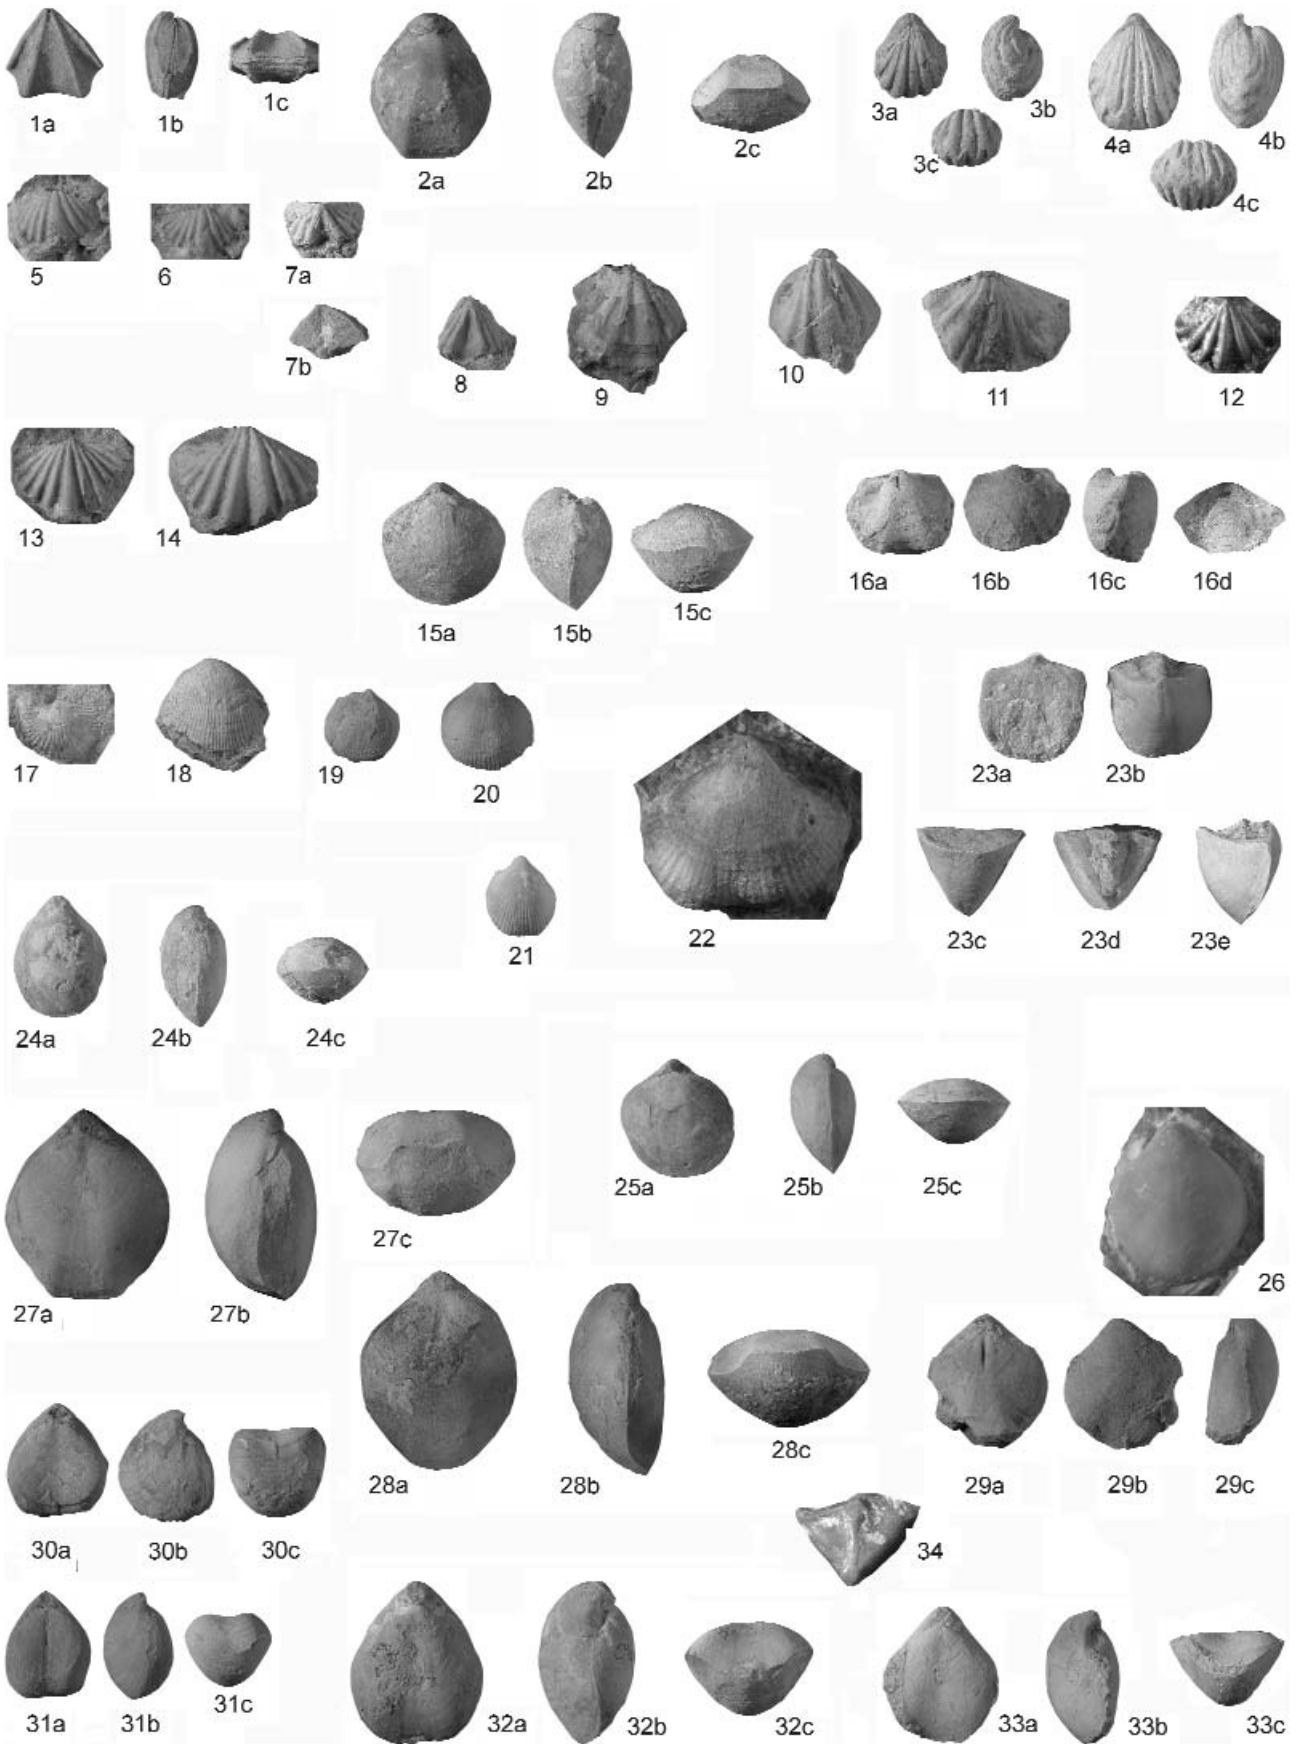 1a 1b 1c 2a 2b 2c 3a 3b 3c 4a 4b 4c
5 6 7a
7b 8 9 10 11 12
13 14 15a 15b 15c 16a 16b 16c 16d
17 18 19 20 22 23a 23b
21 23c 23d 23e
24a 24b 24c
25a 25b 25c 26
27a 27b 27c
28a 28b 28c 29a 29b 29c
30a 30b 30c 34
31a 31b 31c 32a 32b 32c 33a 33b 33c